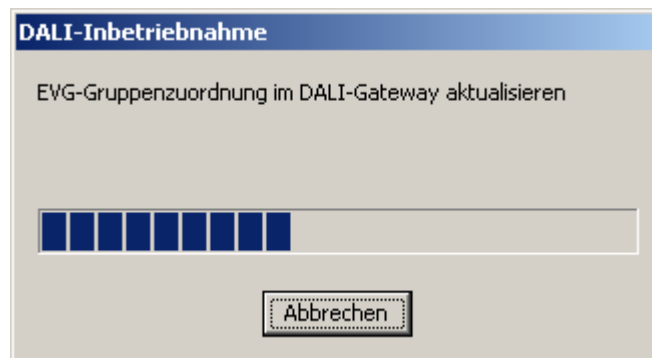 DALI-Inbetriebnahme
EVG-Gruppenzuordnung im DALI-Gateway aktualisieren
Abbrechen